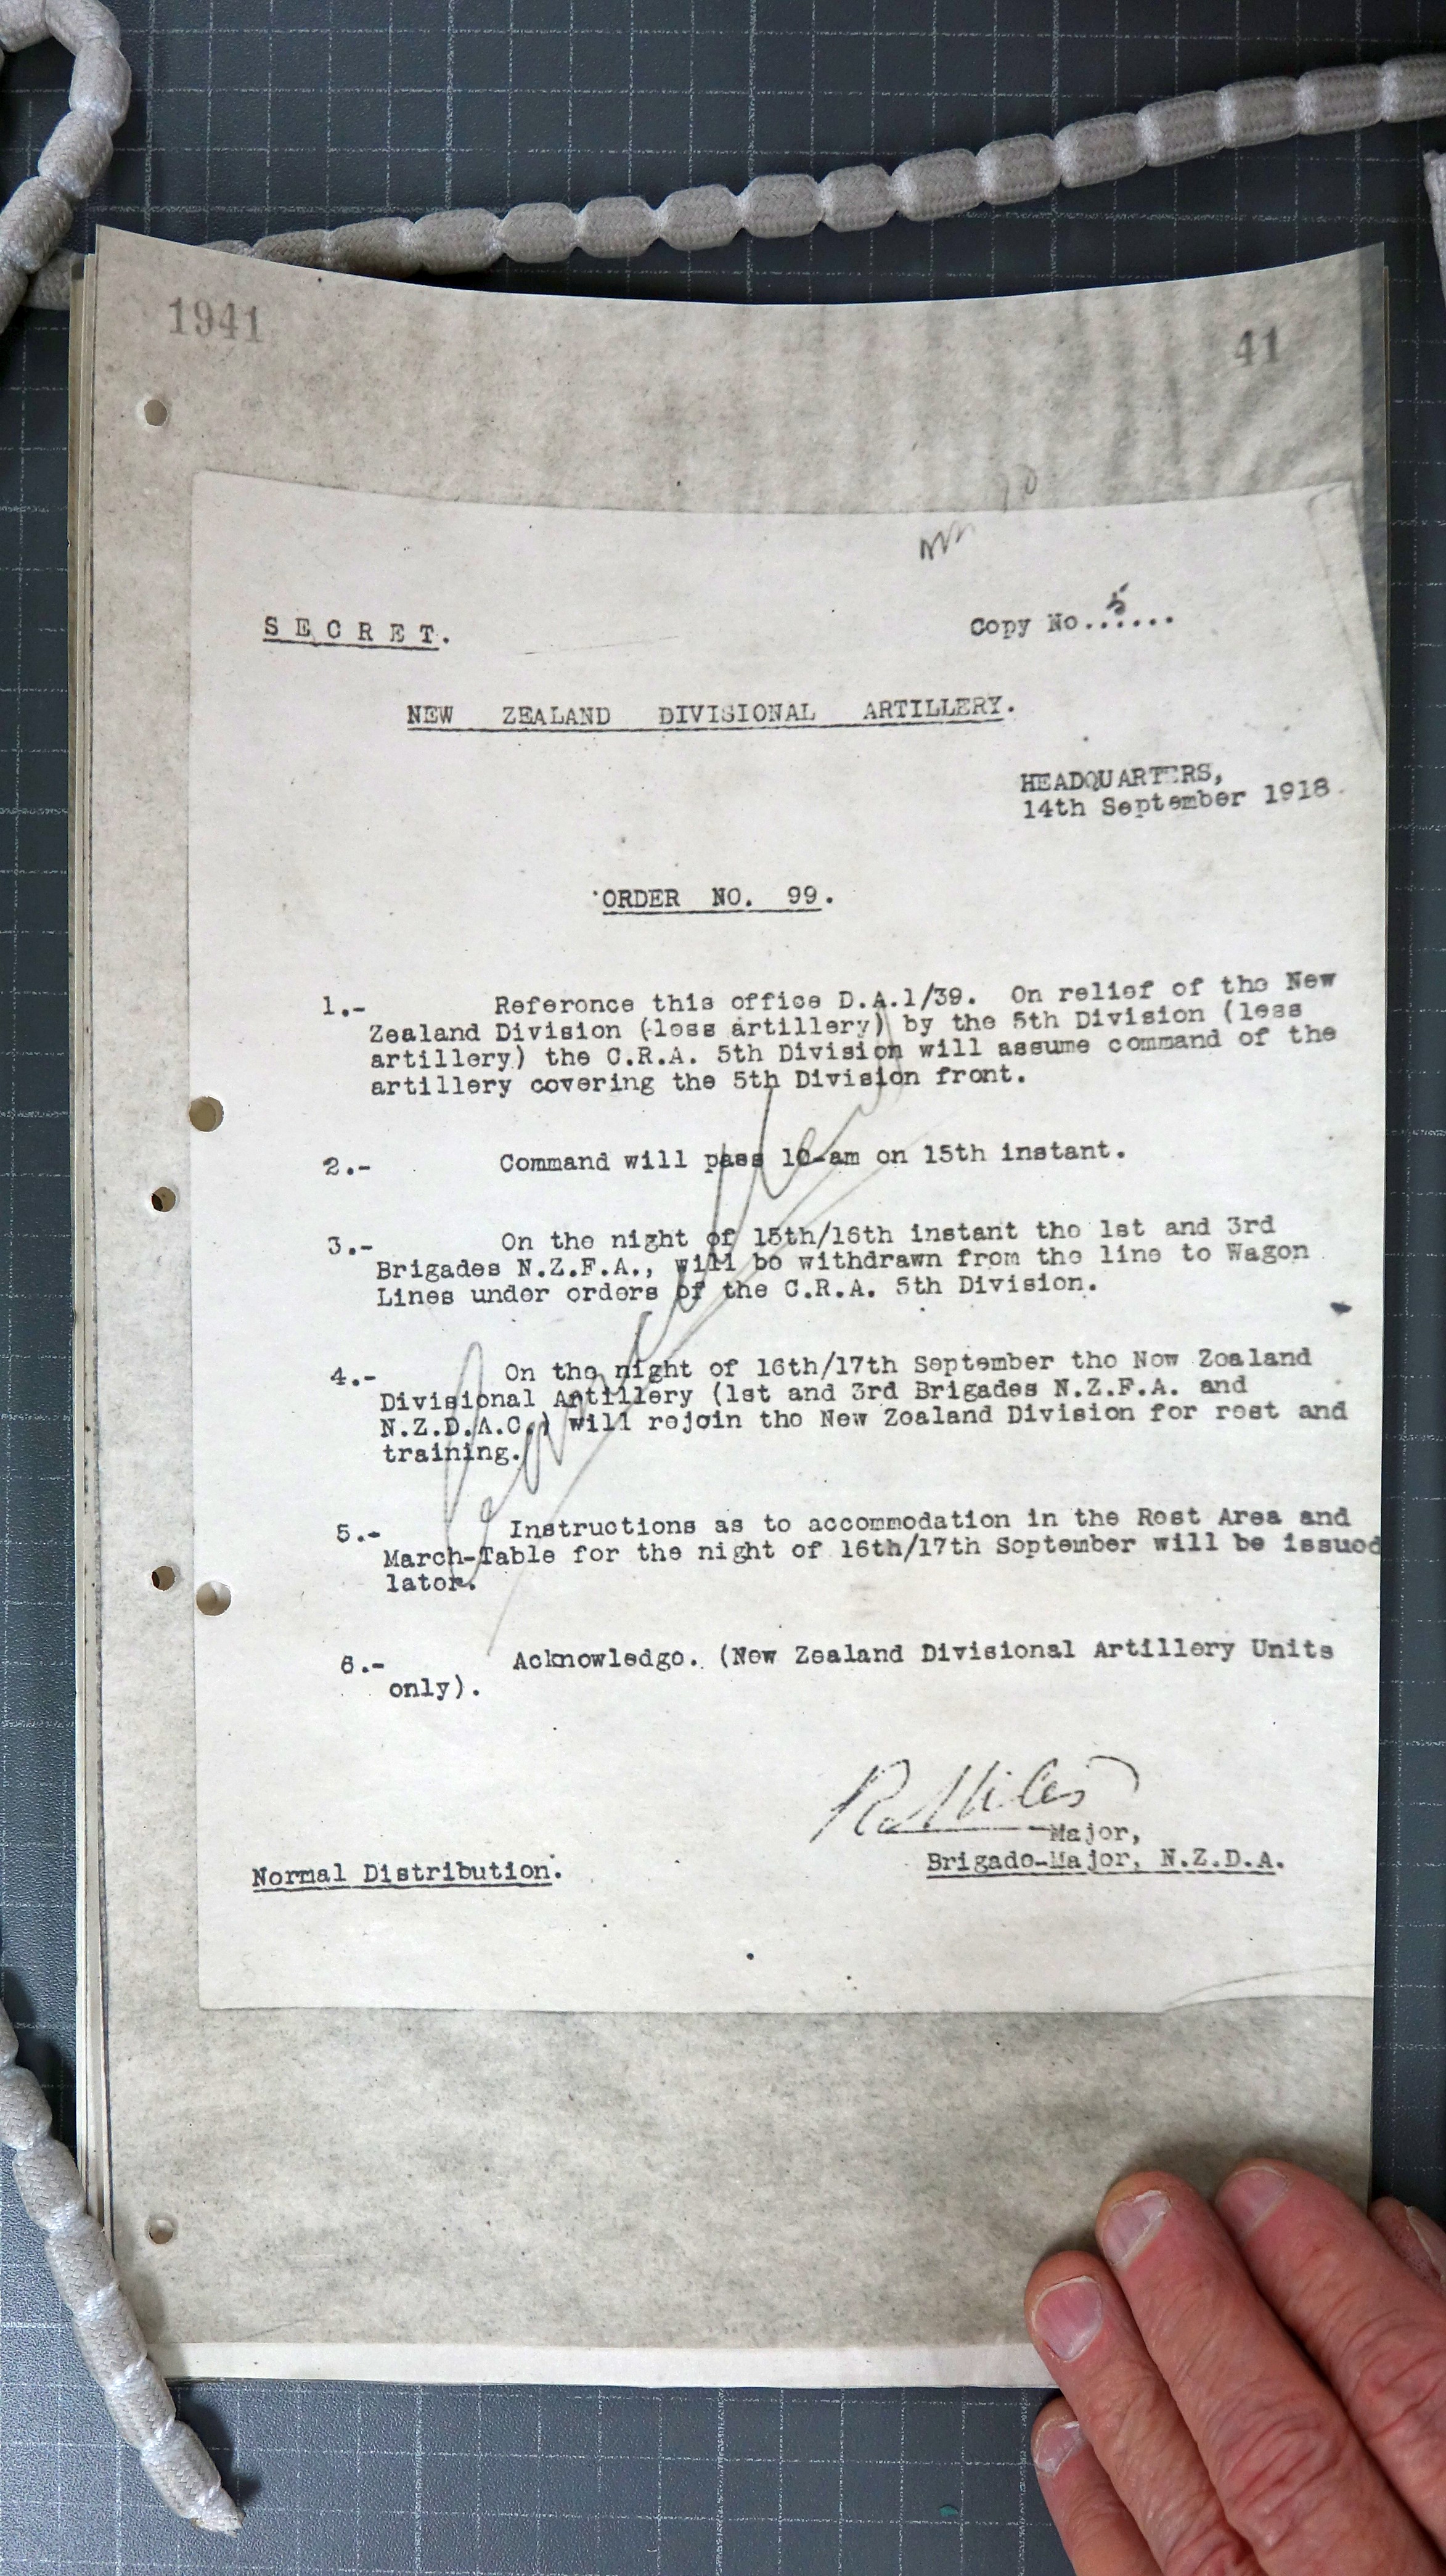 1941
41
S E C R E T.
Copy No..5....
NEW ZEALAND DIVISIONAL ARTILLERY.
HEADQUARTERS,
14th September 1918.
ORDER NO. 99.
1.- Reference this office D.A.1/39. On relief of the New
Zealand Division (less artillery) by the 5th Division (less
artillery) the C.R.A. 5th Division will assume command of the
artillery covering the 5th Division front.
2.- Command will pass 10-am on 15th instant.
3.- On the night of 15th/16th instant the 1st and 3rd
Brigades N.Z.F.A., will be withdrawn from the line to Wagon
Lines under orders of the C.R.A. 5th Division.
4.- On the night of 16th/17th September the New Zealand
Divisional Artillery (1st and 3rd Brigades N.Z.F.A. and
N.Z.D.A.C.) will rejoin the New Zealand Division for rest and
training.
5.- Instructions as to accommodation in the Rest Area and
March-Table for the night of 16th/17th September will be issued
later.
6.- Acknowledge. (New Zealand Divisional Artillery Units
only).
R Miles
Major,
Brigade-Major, N.Z.D.A.
Normal Distribution.